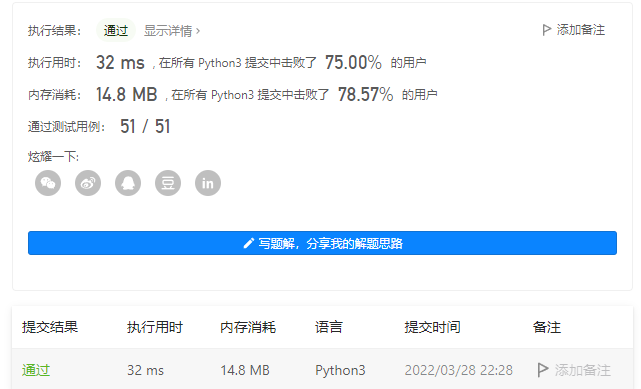 执行结果： 通过 显示详情 › 添加备注
执行用时： 32 ms , 在所有 Python3 提交中击败了 75.00% 的用户
内存消耗： 14.8 MB , 在所有 Python3 提交中击败了 78.57% 的用户
通过测试用例： 51 / 51
炫耀一下:
豆 in
写题解，分享我的解题思路
提交结果 执行用时 内存消耗 语言 提交时间 备注
通过 32 ms 14.8 MB Python3 2022/03/28 22:28 添加备注